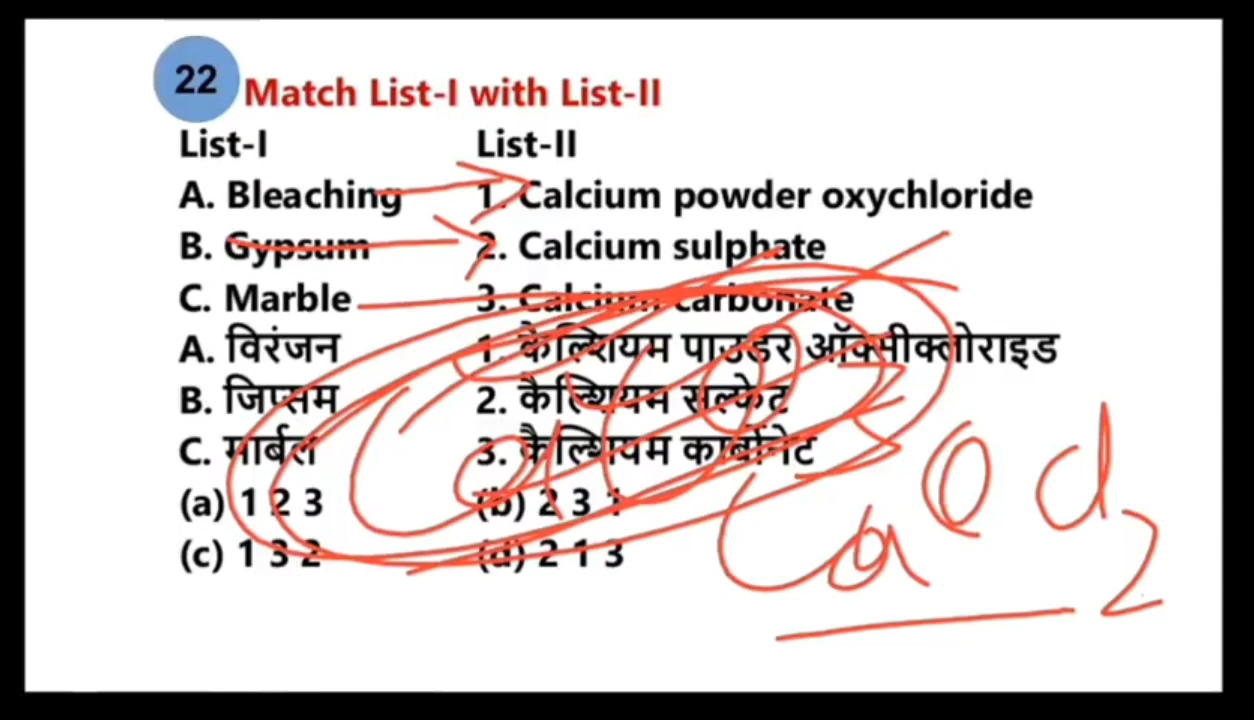 22 Match List-I with List-II
List-I List-II
A. Bleaching 1. Calcium powder oxychloride
B. Gypsum 2. Calcium sulphate
C. Marble 3. Calcium carbonate
A. विरंजन 1. कैल्शियम पाउडर ऑक्सीक्लोराइड
B. जिप्सम 2. कैल्शियम सल्फेट
C. मार्बल 3. कैल्शियम कार्बोनेट
(a) 1 2 3 (b) 2 3 1
(c) 1 3 2 (d) 2 1 3